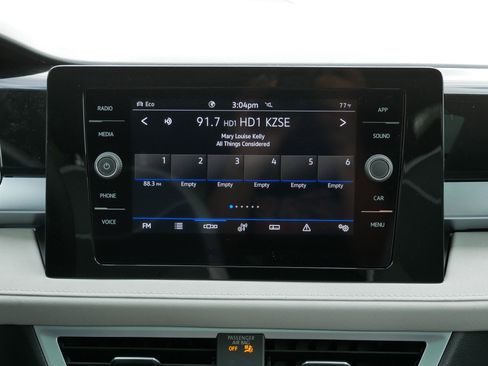 RADIO
MEDIA
PHONE
VOICE
Eco 3:04pm 77°F
< 91.7 HD1 HD1 KZSE >
Mary Louise Kelly
All Things Considered
1 2 3 4 5 6
88.3 FM Empty Empty Empty Empty Empty
FM
APP
SOUND
CAR
MENU
PASSENGER
AIR BAG
OFF